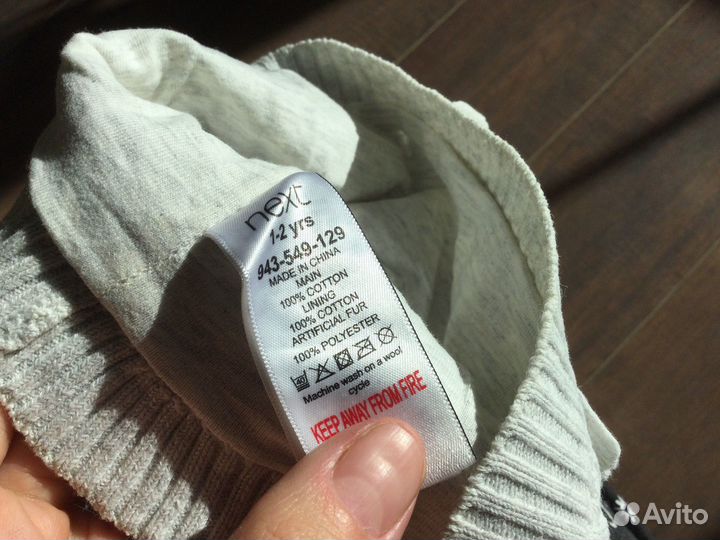 next
1-2 yrs
943-549-129
MADE IN CHINA
MAIN
100% COTTON
LINING
100% COTTON
ARTIFICIAL FUR
100% POLYESTER
40
Machine wash on a wool
cycle
KEEP AWAY FROM FIRE
Avito